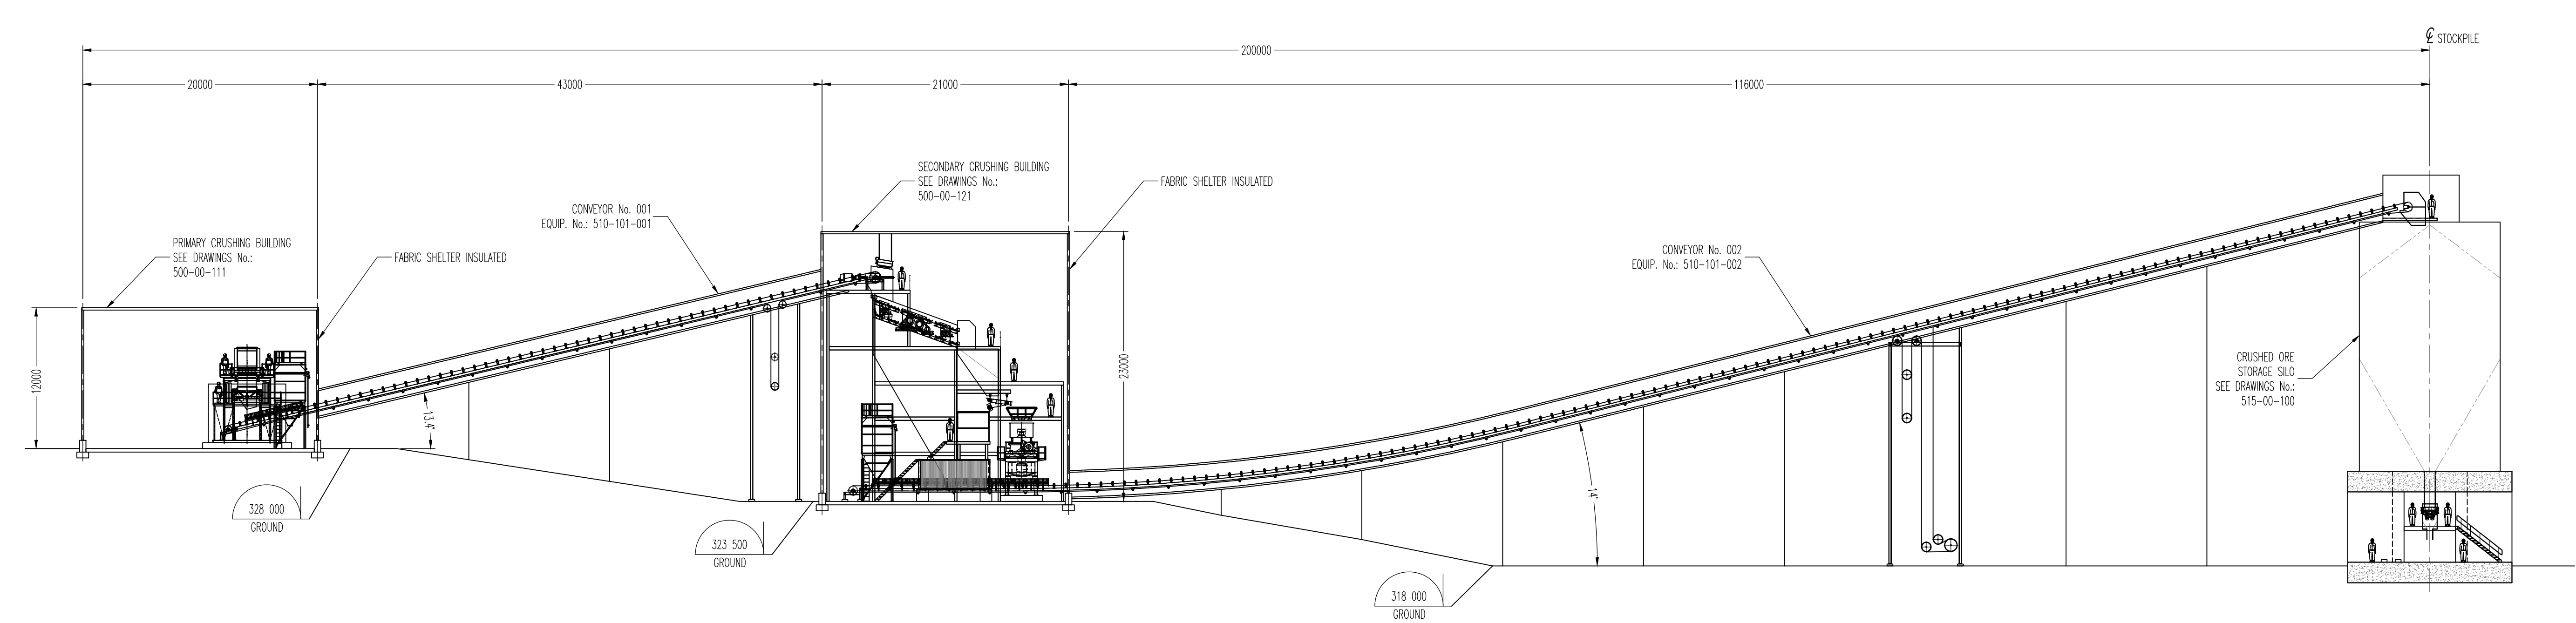 ℄ STOCKPILE
200000
20000
43000
21000
116000
SECONDARY CRUSHING BUILDING
SEE DRAWINGS No.:
500-00-121
FABRIC SHELTER INSULATED
CONVEYOR No. 001
EQUIP. No.: 510-101-001
PRIMARY CRUSHING BUILDING
SEE DRAWINGS No.:
500-00-111
FABRIC SHELTER INSULATED
CONVEYOR No. 002
EQUIP. No.: 510-101-002
12000
23000
CRUSHED ORE
STORAGE SILO
SEE DRAWINGS No.:
515-00-100
13.4°
14°
328 000
GROUND
323 500
GROUND
318 000
GROUND